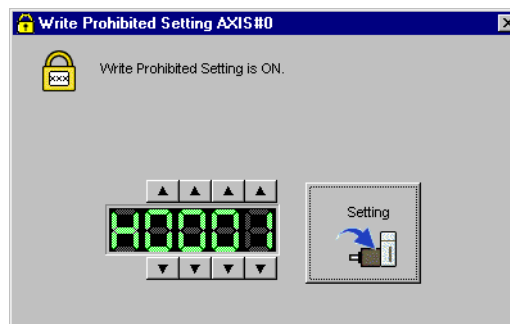 Write Prohibited Setting AXIS#0
xxx
Write Prohibited Setting is ON.
H0001
Setting